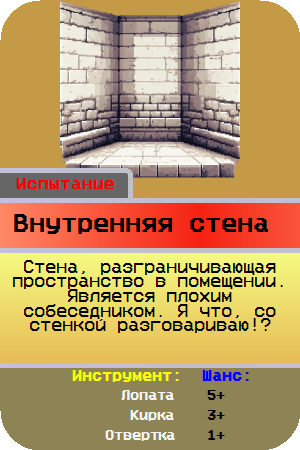 Испытание
Внутренняя стена
Стена, разграничивающая
пространство в помещении.
Является плохим
собеседником. Я что, со
стенкой разговариваю!?
Инструмент: Шанс:
Лопата 5+
Кирка 3+
Отвертка 1+